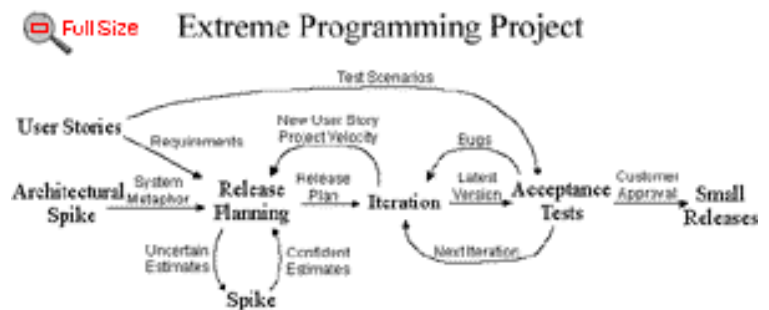 Full Size
Extreme Programming Project
Test Scenarios
User Stories
Requirements
New User Story
Project Velocity
Bugs
Architectural
Spike
System
Metaphor
Release
Planning
Release
Plan
Iteration
Latest
Version
Acceptance
Tests
Customer
Approval
Small
Releases
Uncertain
Estimates
Confident
Estimates
Next Iteration
Spike